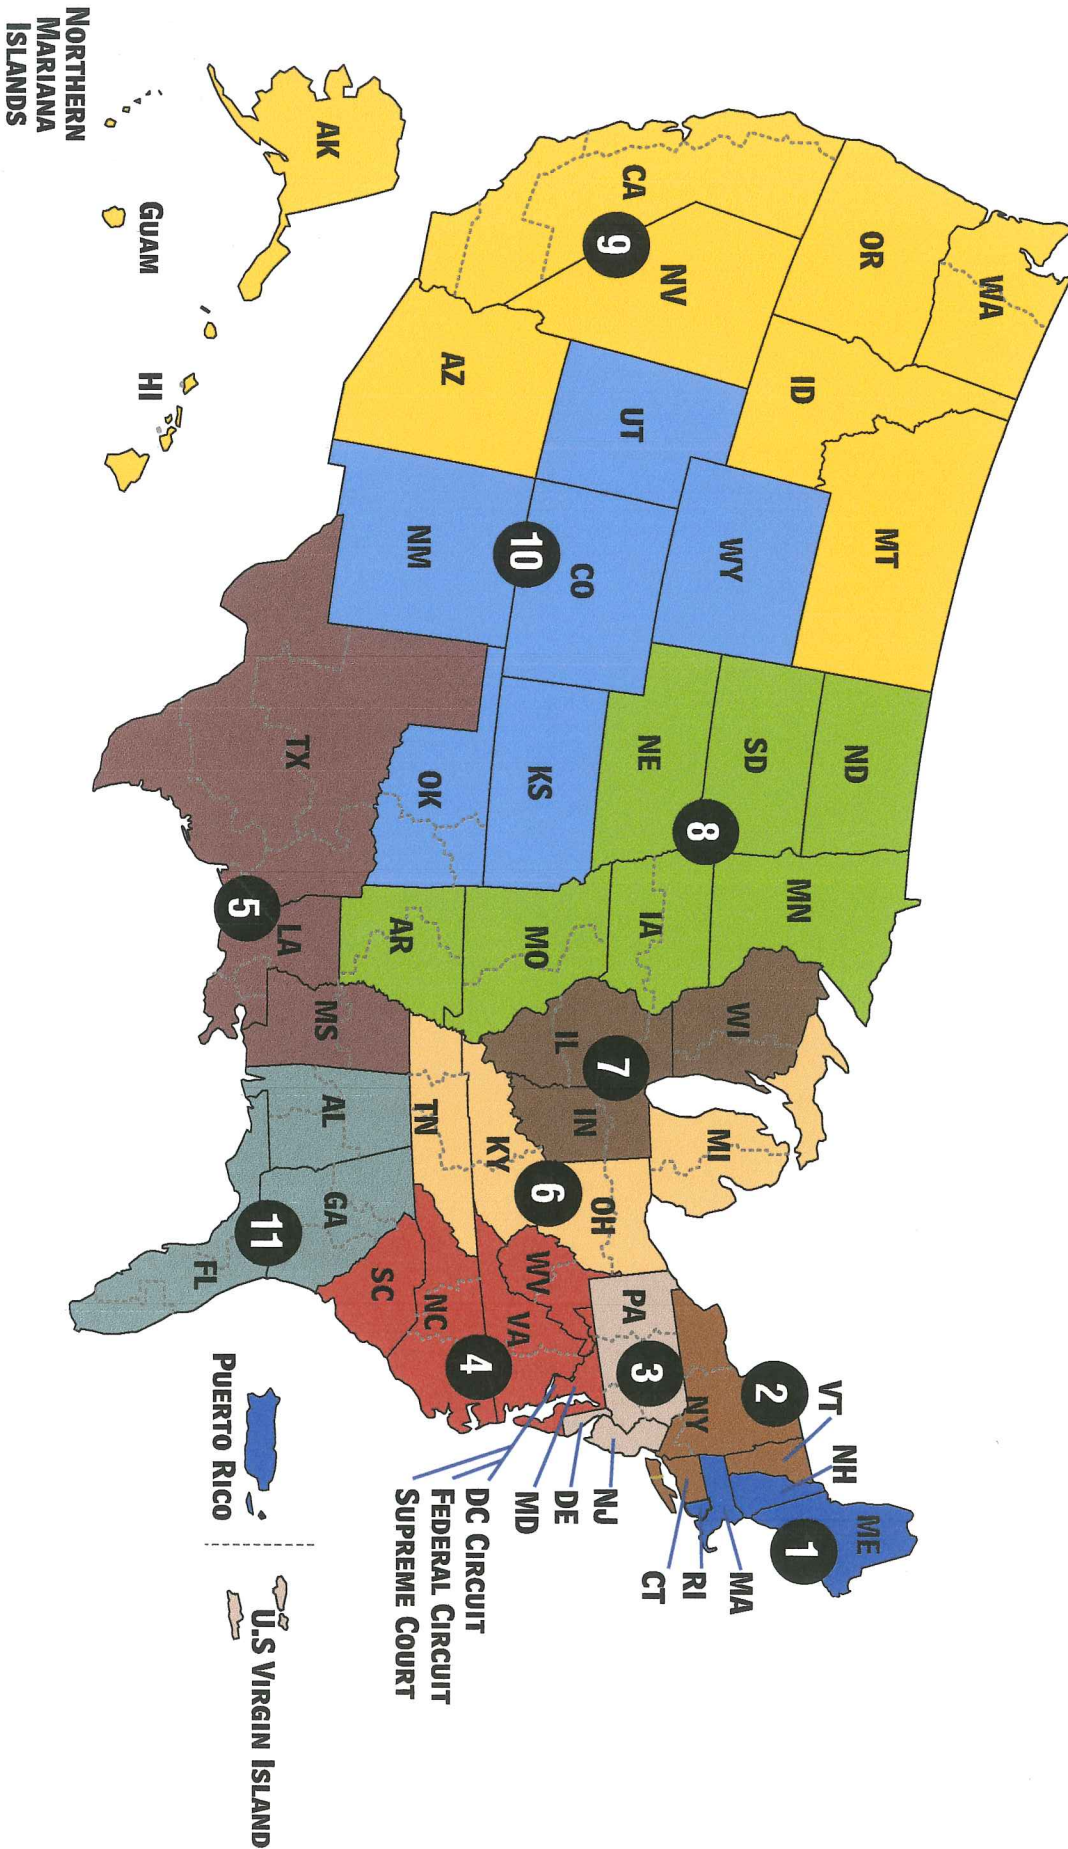 WA
OR
CA
NV
9
ID
MT
AZ
UT
WY
CO
10
NM
ND
SD
NE
8
KS
OK
TX
MN
IA
MO
AR
LA
5
MS
WI
IL
7
IN
MI
OH
6
KY
TN
AL
GA
11
FL
SC
NC
VA
WV
4
PA
3
NY
2
VT
NH
ME
1
MA
RI
CT
NJ
DE
MD
DC CIRCUIT
FEDERAL CIRCUIT
SUPREME COURT
AK
GUAM
HI
NORTHERN
MARIANA
ISLANDS
PUERTO RICO
U.S VIRGIN ISLAND